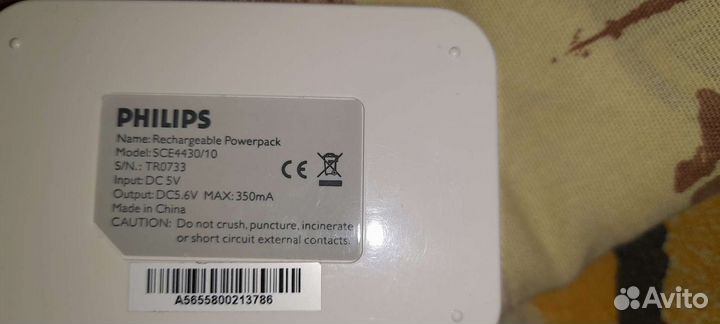 PHILIPS
Name: Rechargeable Powerpack
Model: SCE4430/10
S/N.: TR0733
Input: DC 5V
Output: DC5.6V MAX: 350mA
Made in China
CAUTION: Do not crush, puncture, incinerate
or short circuit external contacts.
CE
A5655800213786
Avito